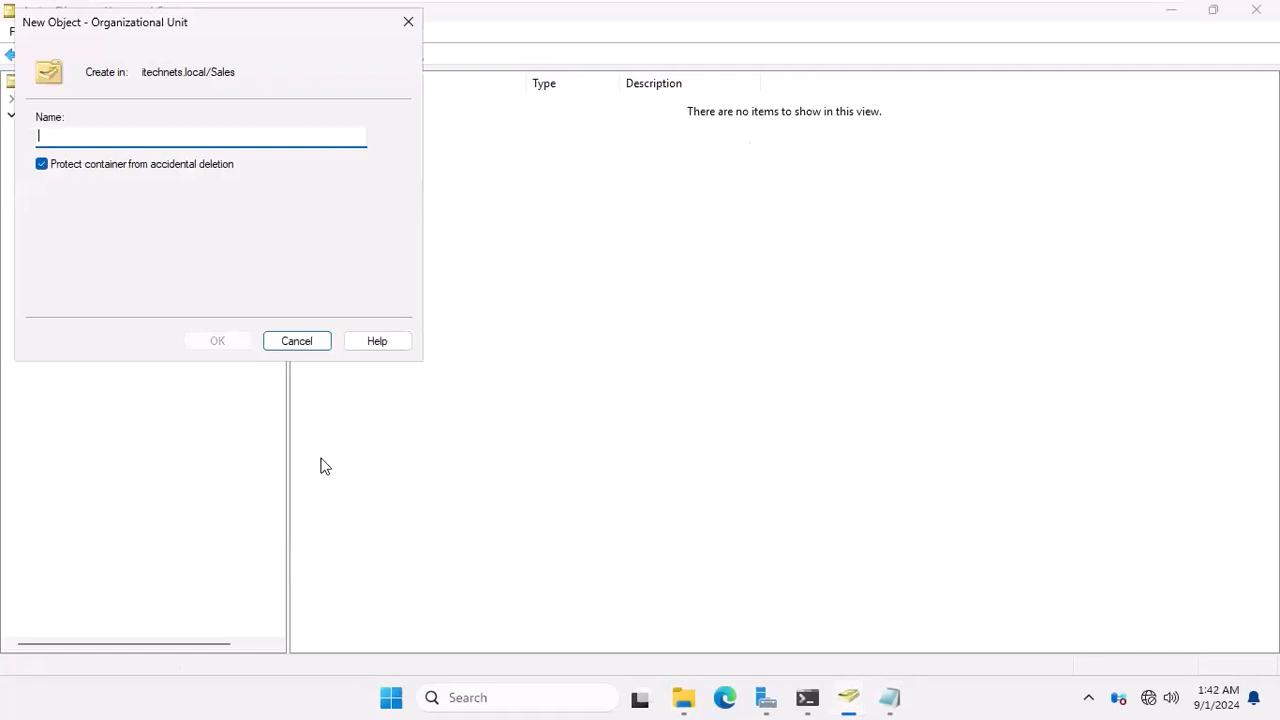 New Object - Organizational Unit
Create in: itechnets.local/Sales
Name:
Protect container from accidental deletion
OK Cancel Help
Type Description
There are no items to show in this view.
Search
1:42 AM
9/1/2024